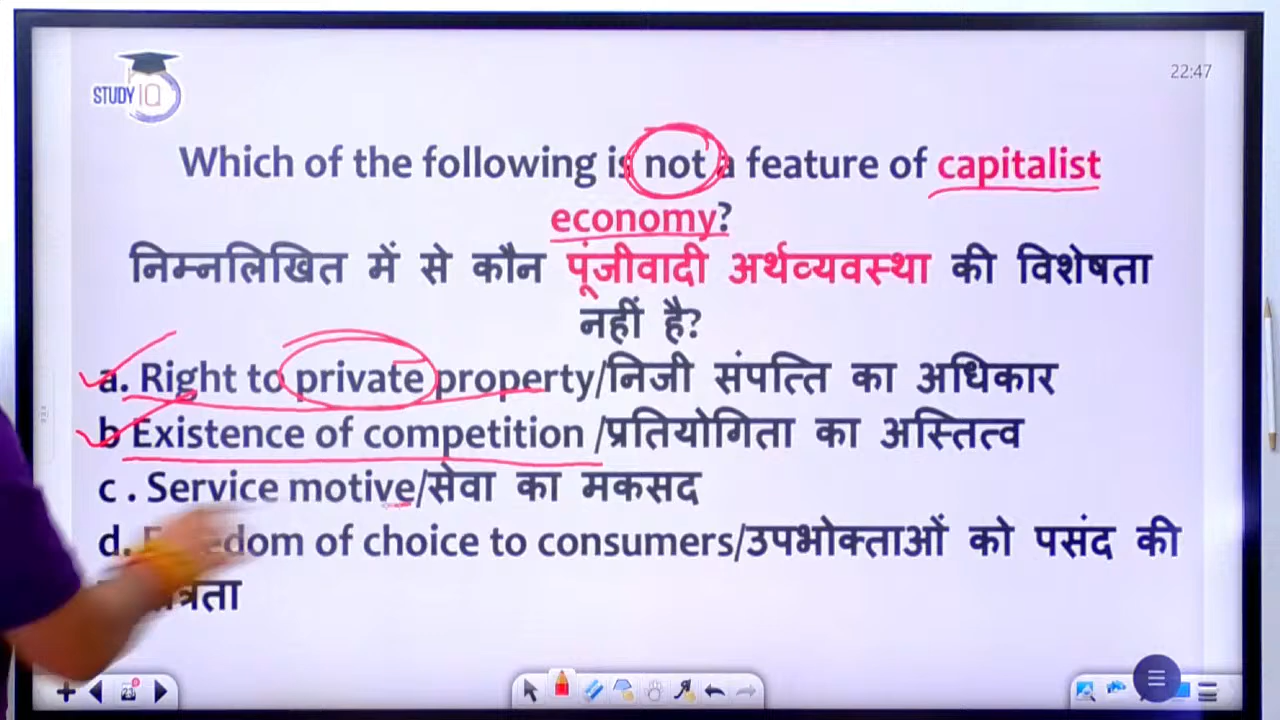 STUDY IQ
22:47
Which of the following is not a feature of capitalist
economy?
निम्नलिखित में से कौन पूंजीवादी अर्थव्यवस्था की विशेषता
नहीं है?
a. Right to private property/निजी संपत्ति का अधिकार
b Existence of competition /प्रतियोगिता का अस्तित्व
c . Service motive/सेवा का मकसद
d. of choice to consumers/उपभोक्ताओं को पसंद की
23